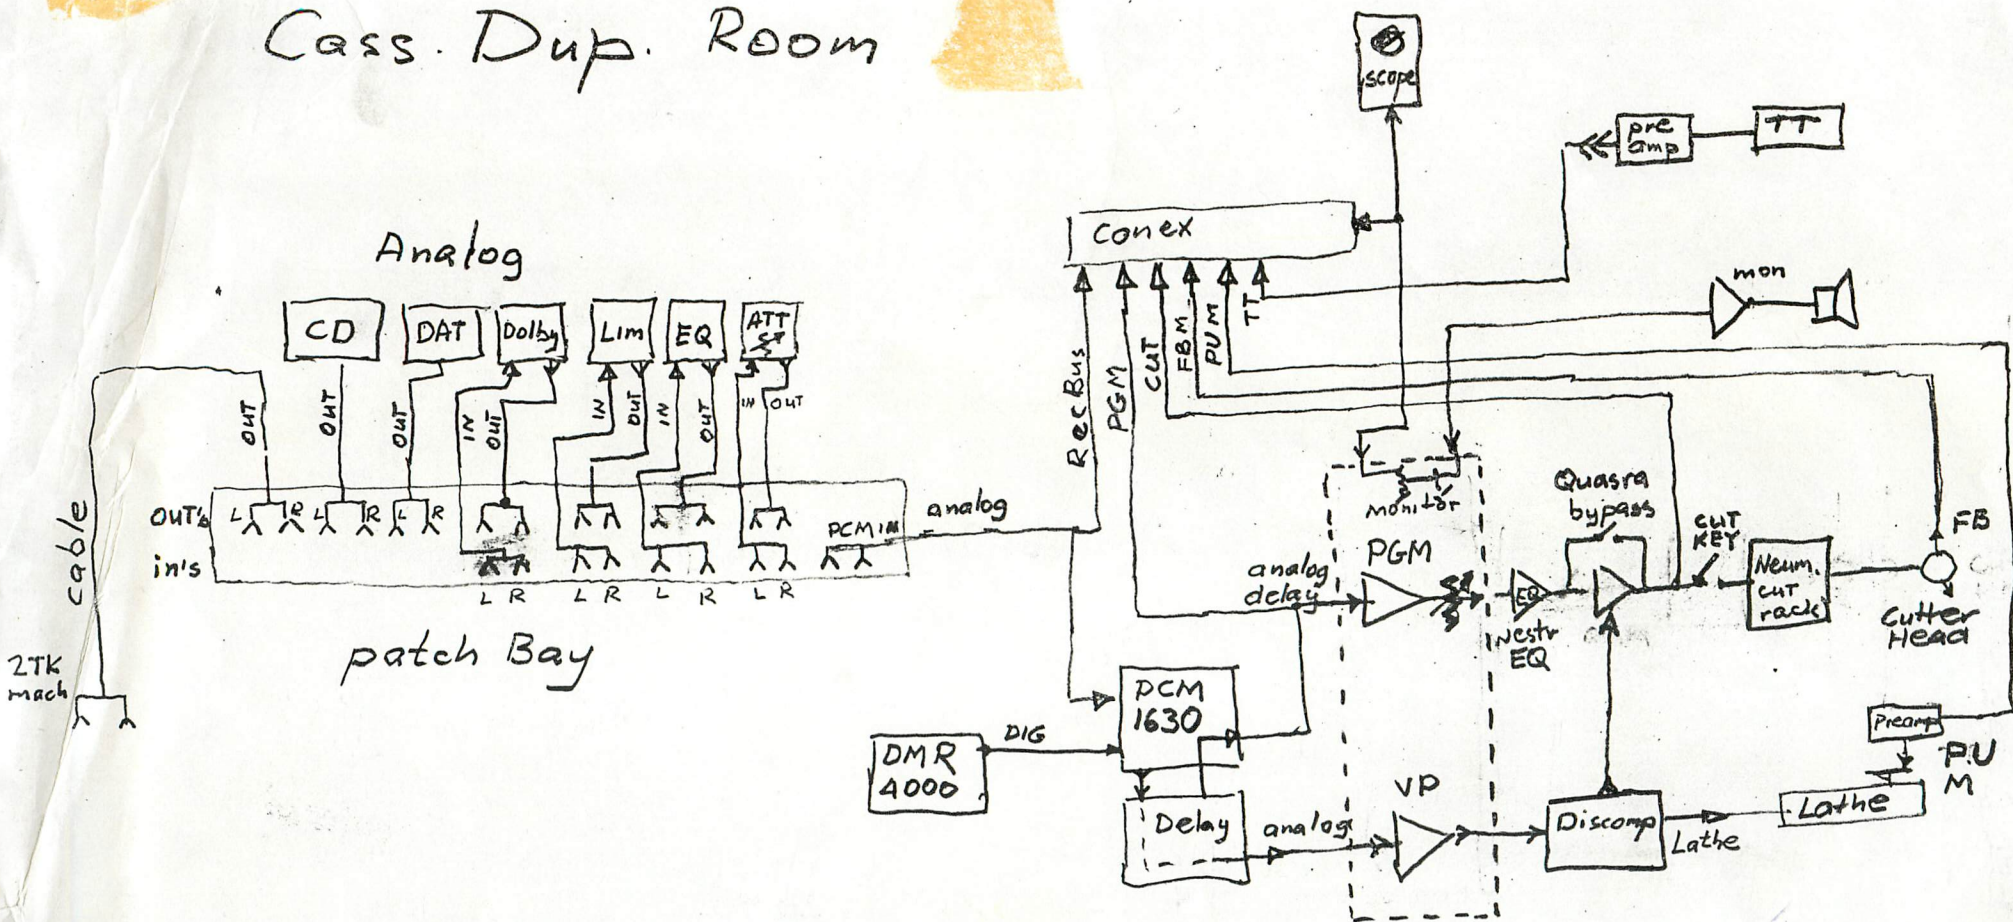 Cass. Dup. Room
scope
pre
amp
TT
Conex
Analog
mon
CD
DAT
Dolby
Lim
EQ
ATT
Rec Bus
PGM
CUT
FBM
PUM
TT
OUT
OUT
OUT
IN
OUT
IN
OUT
IN
OUT
IN
OUT
cable
OUT's
L
R
L
R
L
R
PCM IN
analog
in's
L
R
L
R
L
R
L
R
patch Bay
2TK
mach
monitor
Quasra
bypass
PGM
analog
delay
EQ
Westr
EQ
CUT
KEY
Neum.
cut
rack
FB
Cutter
Head
PCM
1630
DIG
DMR
4000
Delay
analog
VP
Discomp
Lathe
Lathe
Preamp
P.U
M